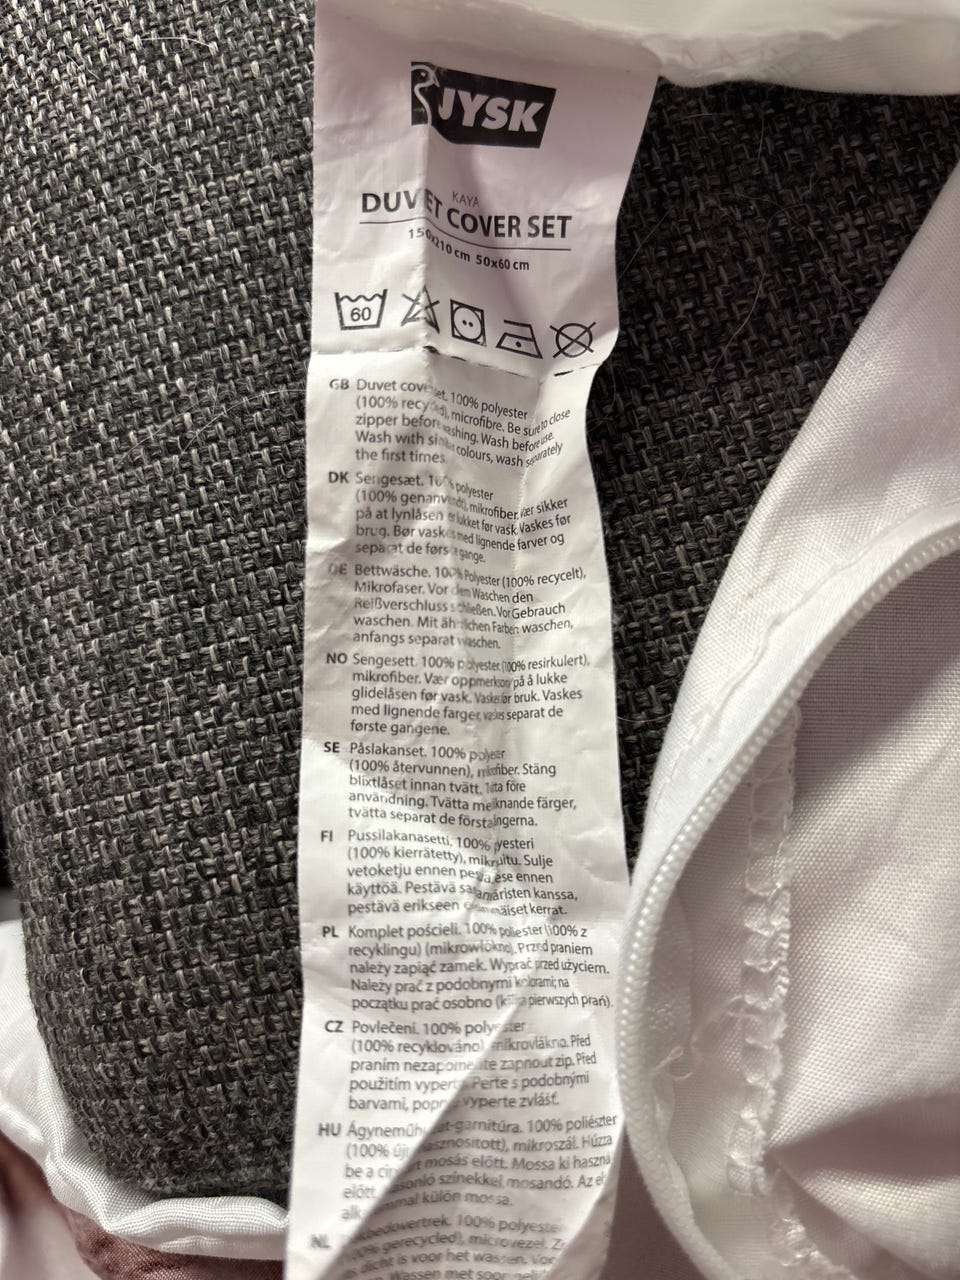 JYSK
KAYA
DUVET COVER SET
150x210 cm 50x60 cm
60
GB Duvet cover set. 100% polyester
(100% recycled), microfibre. Be sure to close
zipper before washing. Wash before use.
Wash with similar colours, wash separately
the first times.
DK Sengesæt. 100% polyester
(100% genanvendt), mikrofiber. Vær sikker
på at lynlåsen er lukket før vask. Vaskes før
brug. Bør vaskes med lignende farver og
separat de første gange.
DE Bettwäsche. 100% Polyester (100% recycelt),
Mikrofaser. Vor dem Waschen den
Reißverschluss schließen. Vor Gebrauch
waschen. Mit ähnlichen Farben waschen,
anfangs separat waschen.
NO Sengesett. 100% polyester (100% resirkulert),
mikrofiber. Vær oppmerksom på å lukke
glidelåsen før vask. Vaskes før bruk. Vaskes
med lignende farger, vaskes separat de
første gangene.
SE Påslakanset. 100% polyester
(100% återvunnen), mikrofiber. Stäng
blixtlåset innan tvätt. Tvätta före
användning. Tvätta med liknande färger,
tvätta separat de första gångerna.
FI Pussilakanasetti. 100% polyesteri
(100% kierrätetty), mikrokuitu. Sulje
vetoketju ennen pesua. ennen
käyttöä. Pestävä samanväristen kanssa,
pestävä erikseen ensimmäiset kerrat.
PL Komplet pościeli. 100% poliester (100% z
recyklingu) (mikrowłókno). Przed praniem
należy zapiąć zamek. Wyprać przed użyciem.
Należy prać z podobnymi kolorami; na
początku prać osobno (kilka pierwszych prań).
CZ Povlečení. 100% polyester
(100% recyklováno), mikrovlákno. Před
praním nezapomeňte zapnout zip. Před
použitím vyperte. Perte s podobnými
barvami, poprvé vyperte zvlášť.
HU Ágyneműhuzat-garnitúra. 100% poliészter
(100% újrahasznosított), mikroszál. Húzza
be a mosás előtt. Mossa ki
előtt. Hasonló színekkel mosandó. Az
külön mossa.
NL 100% polyester
gerecycled), microvezel.
dicht is voor het wassen. Voor
Wassen met